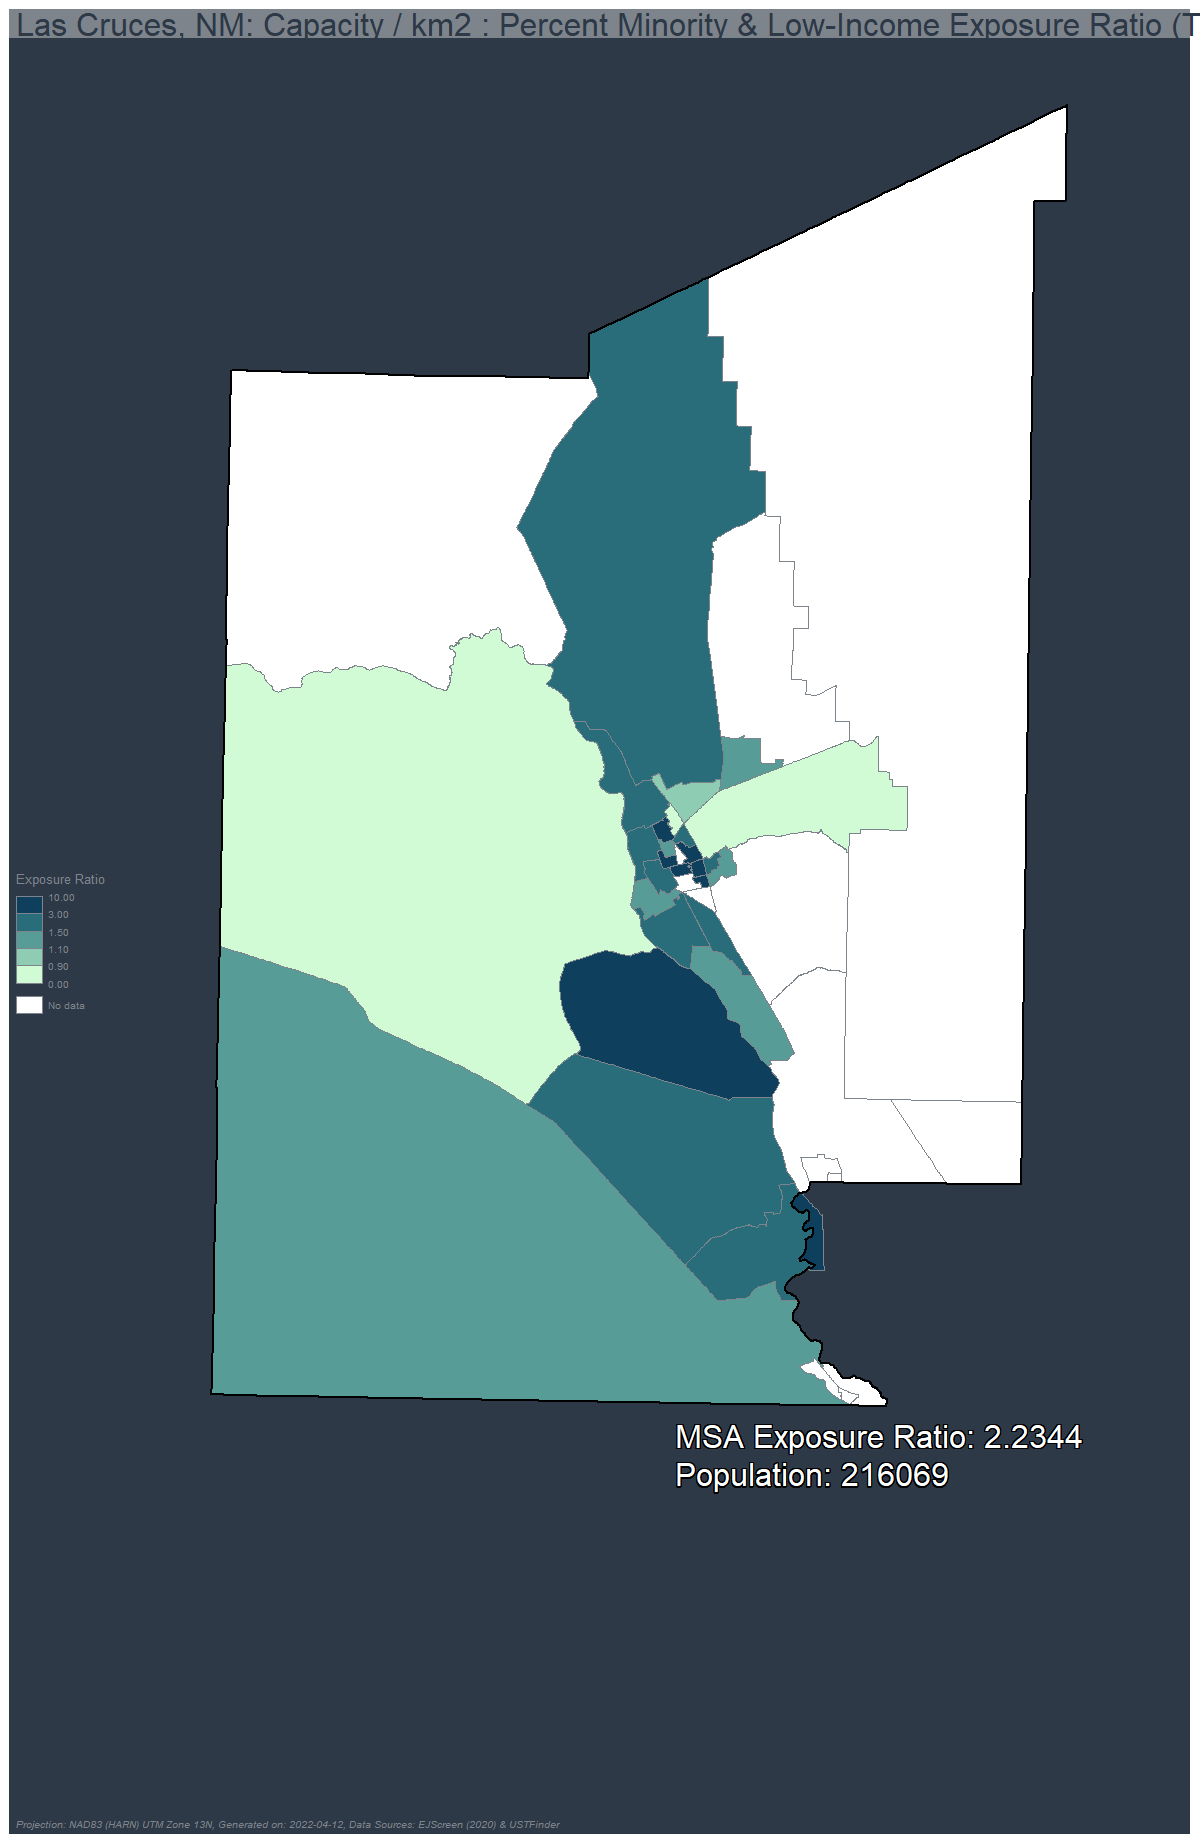 Las Cruces, NM: Capacity / km2 : Percent Minority & Low-Income Exposure Ratio (T
Exposure Ratio
10.00
3.00
1.50
1.10
0.90
0.00
No data
MSA Exposure Ratio: 2.2344
Population: 216069
Projection: NAD83 (HARN) UTM Zone 13N, Generated on: 2022-04-12, Data Sources: EJScreen (2020) & USTFinder